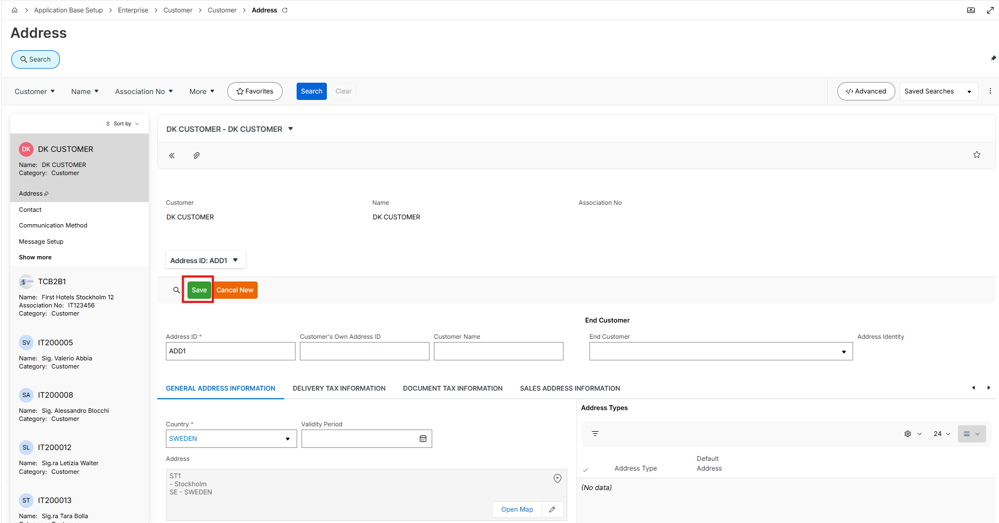 Application Base Setup > Enterprise > Customer > Customer > Address
Address
Search
Customer Name Association No More Favorites Search Clear Advanced Saved Searches
Sort by
DK DK CUSTOMER
Name: DK CUSTOMER
Category: Customer
Address
Contact
Communication Method
Message Setup
Show more
TCB2B1
Name: First Hotels Stockholm 12
Association No: IT123456
Category: Customer
SV IT200005
Name: Sig. Valerio Abbia
Category: Customer
SA IT200008
Name: Sig. Alessandro Blocchi
Category: Customer
SL IT200012
Name: Sig.ra Letizia Walter
Category: Customer
ST IT200013
Name: Sig.ra Tara Bolla
DK CUSTOMER - DK CUSTOMER
Customer Name Association No
DK CUSTOMER DK CUSTOMER
Address ID: ADD1
Save Cancel New
End Customer
Address ID * Customer's Own Address ID Customer Name End Customer Address Identity
ADD1
GENERAL ADDRESS INFORMATION DELIVERY TAX INFORMATION DOCUMENT TAX INFORMATION SALES ADDRESS INFORMATION
Country * Validity Period
SWEDEN
Address
ST1
- Stockholm
SE - SWEDEN
Open Map
Address Types
24
Address Type Default Address
(No data)